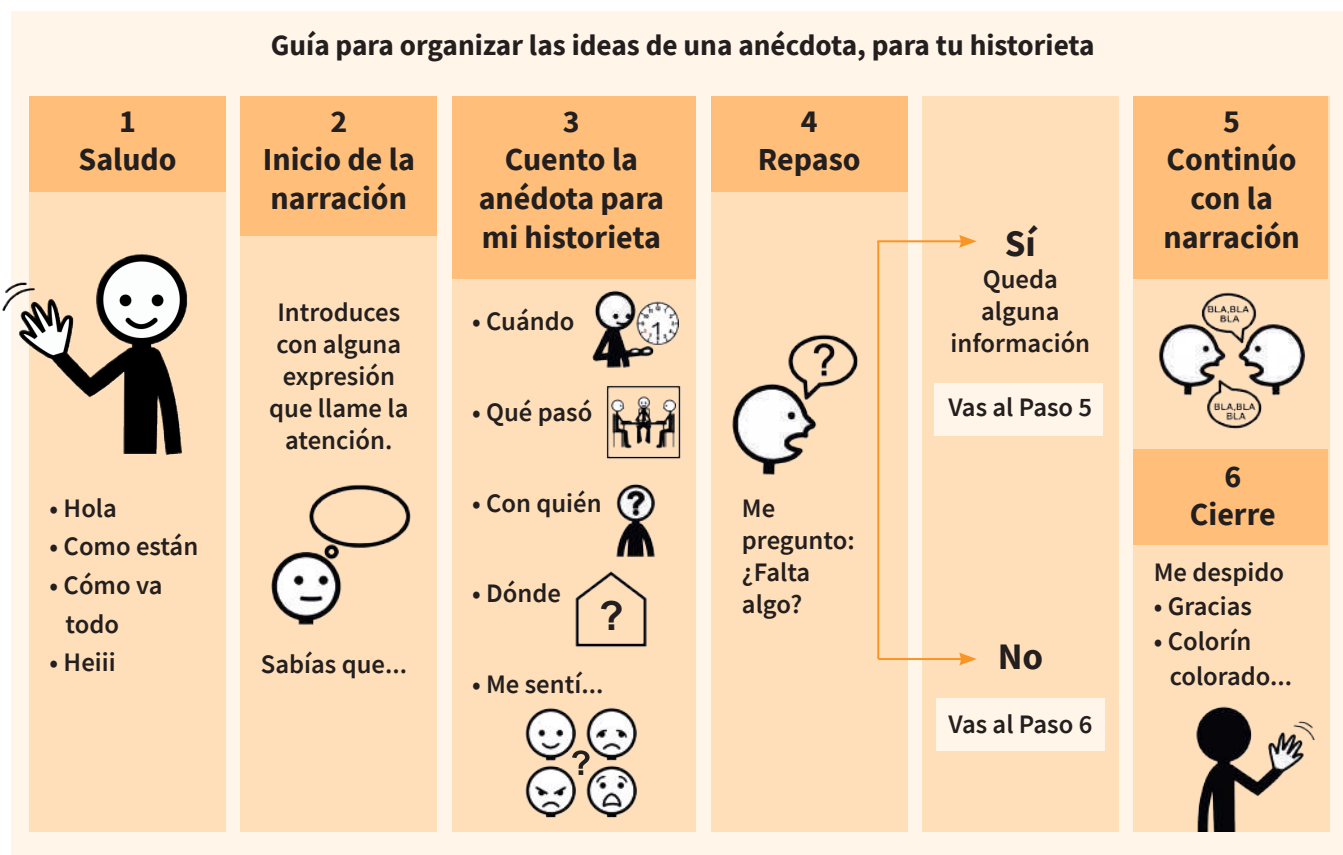 Guía para organizar las ideas de una anécdota, para tu historieta
1
Saludo
• Hola
• Como están
• Cómo va
todo
• Heiii
2
Inicio de la
narración
Introduces
con alguna
expresión
que llame la
atención.
Sabías que...
3
Cuento la
anédota para
mi historieta
• Cuándo
1
• Qué pasó
• Con quién
?
• Dónde
?
• Me sentí...
?
4
Repaso
?
Me
pregunto:
¿Falta
algo?
Sí
Queda
alguna
información
Vas al Paso 5
No
Vas al Paso 6
5
Continúo
con la
narración
BLA,BLA
BLA
BLA,BLA
BLA
6
Cierre
Me despido
• Gracias
• Colorín
colorado...